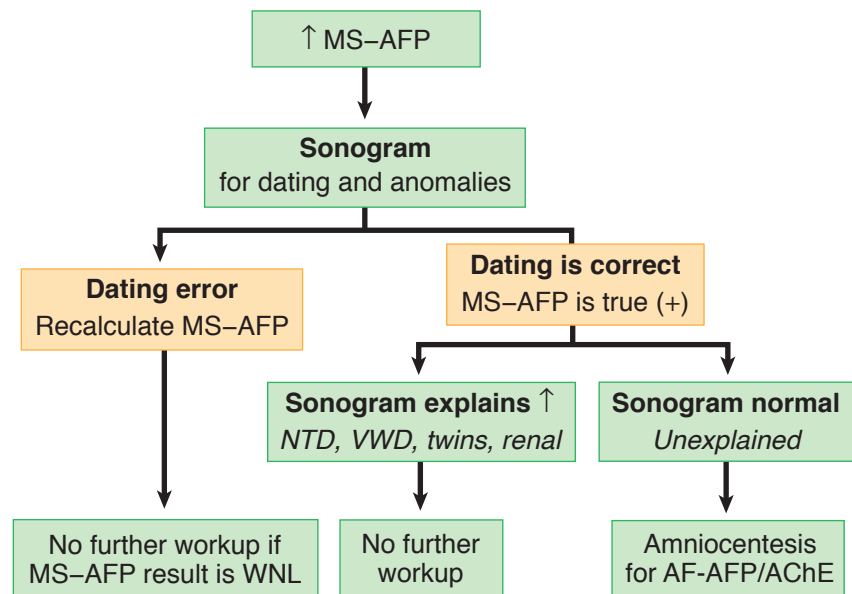 ↑ MS–AFP
Sonogram
for dating and anomalies
Dating error
Recalculate MS–AFP
Dating is correct
MS–AFP is true (+)
Sonogram explains ↑
NTD, VWD, twins, renal
Sonogram normal
Unexplained
No further workup if
MS–AFP result is WNL
No further
workup
Amniocentesis
for AF-AFP/AChE